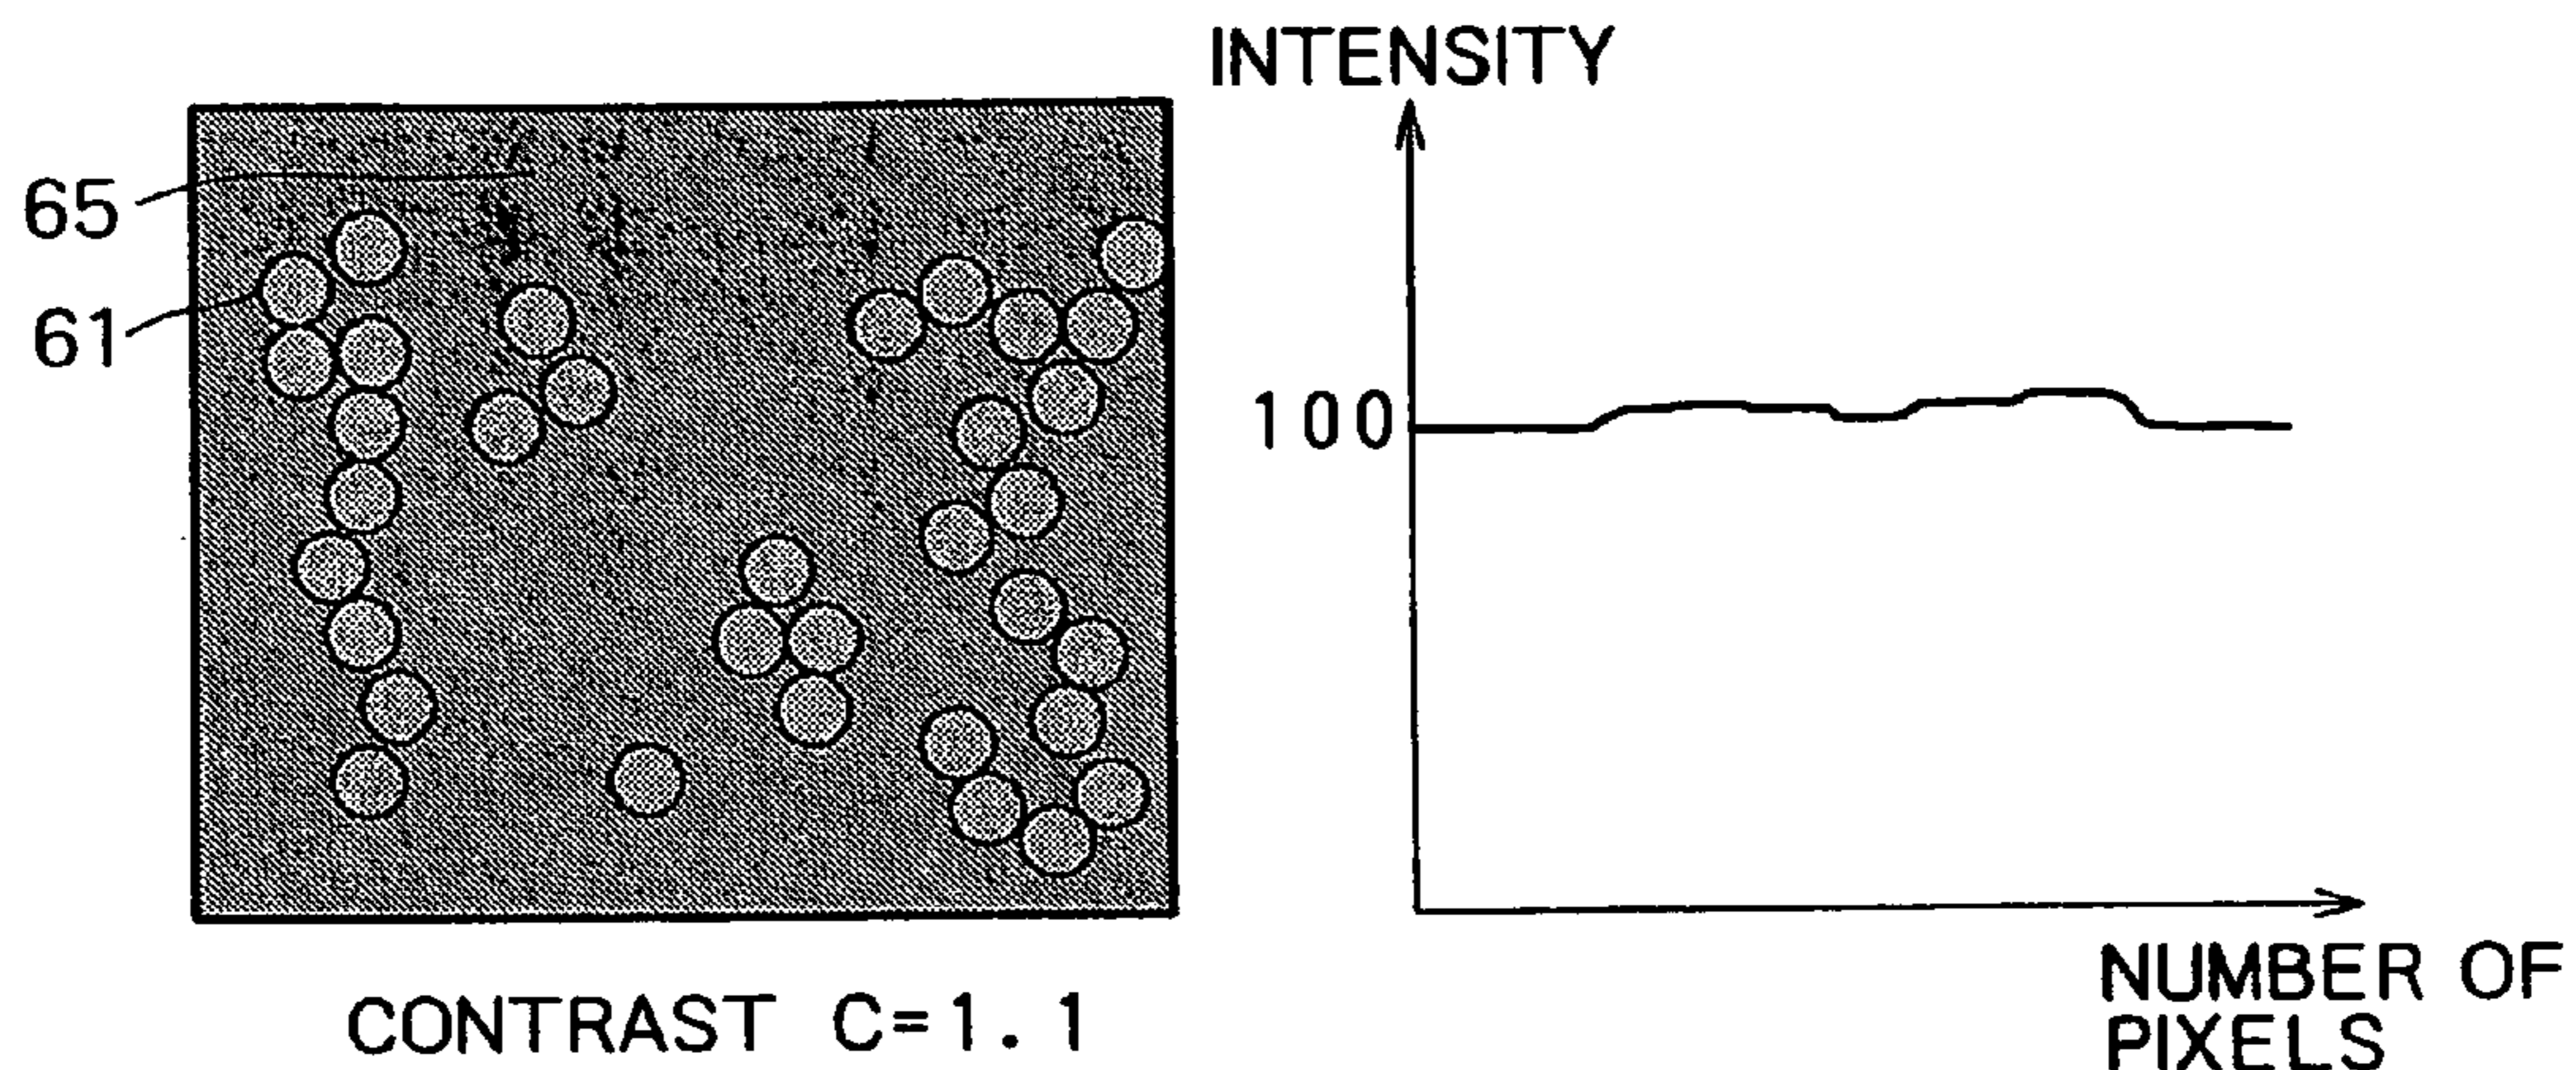 INTENSITY
65
61
100
CONTRAST C=1.1
NUMBER OF
PIXELS